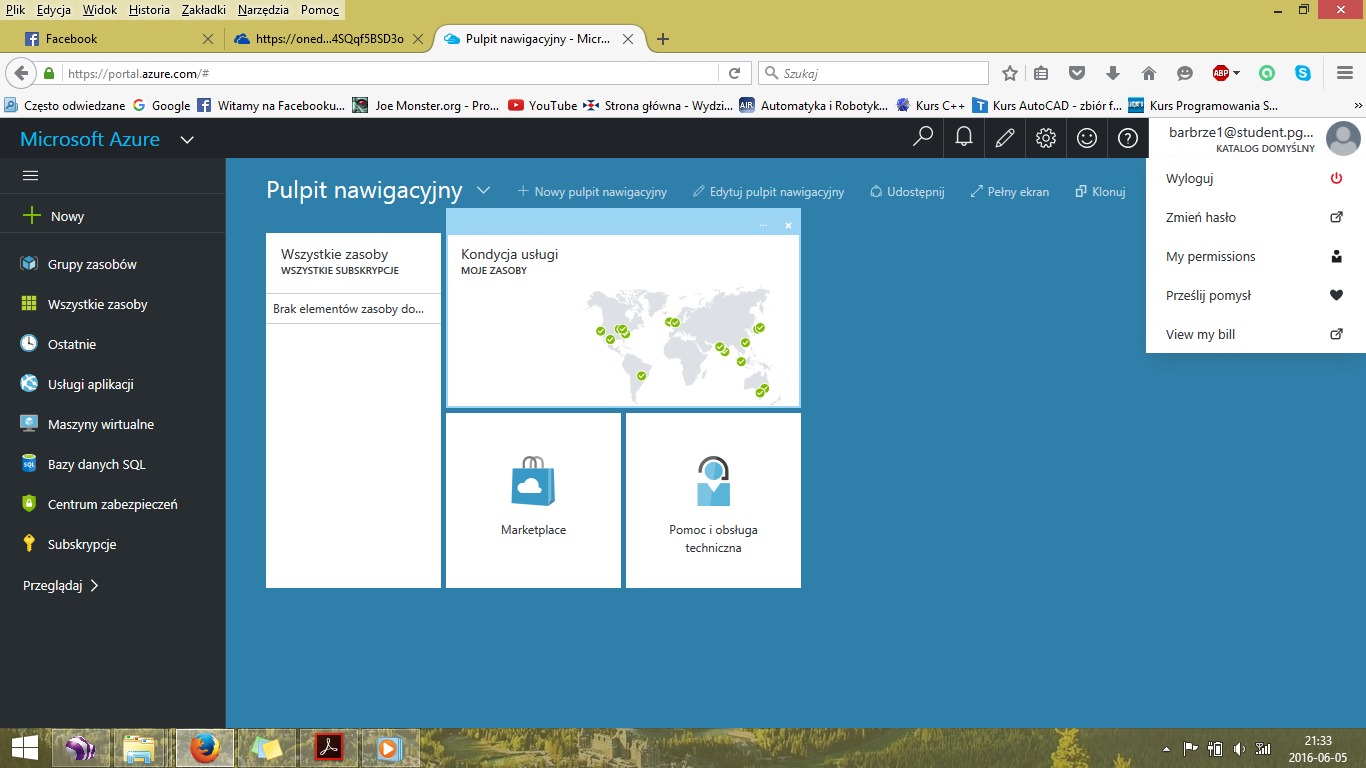 Plik Edycja Widok Historia Zakładki Narzędzia Pomoc
Facebook
https://oned...4SQqf5BSD3o
Pulpit nawigacyjny - Micr...
https://portal.azure.com/#
Szukaj
ABP
Często odwiedzane
Google
Witamy na Facebooku...
Joe Monster.org - Pro...
YouTube
Strona główna - Wydzi...
AIR
Automatyka i Robotyk...
Kurs C++
T
Kurs AutoCAD - zbiór f...
Kurs Programowania S...
Microsoft Azure
barbrze1@student.pg...
KATALOG DOMYŚLNY
Wyloguj
Zmień hasło
My permissions
Prześlij pomysł
View my bill
Pulpit nawigacyjny
Nowy pulpit nawigacyjny
Edytuj pulpit nawigacyjny
Udostępnij
Pełny ekran
Klonuj
Nowy
Grupy zasobów
Wszystkie zasoby
Ostatnie
Usługi aplikacji
Maszyny wirtualne
SQL
Bazy danych SQL
Centrum zabezpieczeń
Subskrypcje
Przeglądaj
Wszystkie zasoby
WSZYSTKIE SUBSKRYPCJE
Brak elementów zasoby do...
Kondycja usługi
MOJE ZASOBY
Marketplace
Pomoc i obsługa
techniczna
21:33
2016-06-05